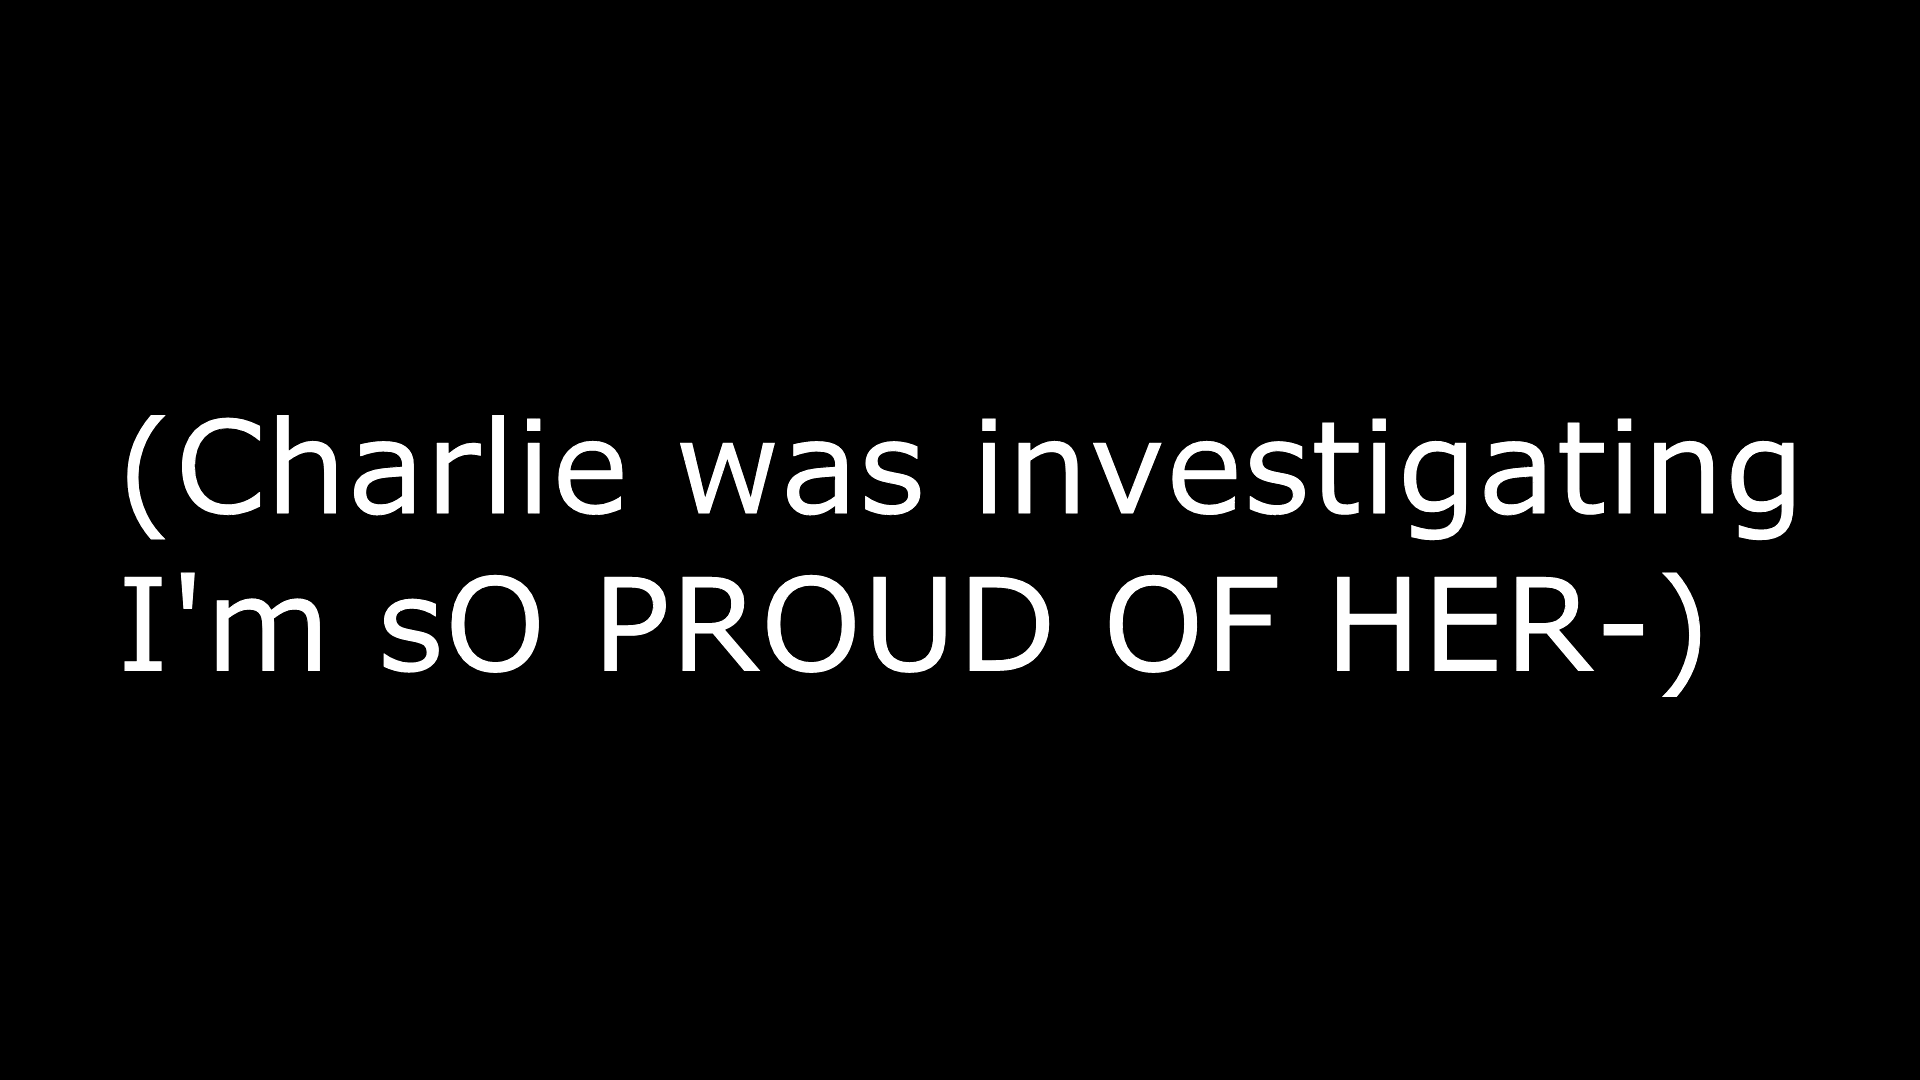 (Charlie was investigating
I'm sO PROUD OF HER-)